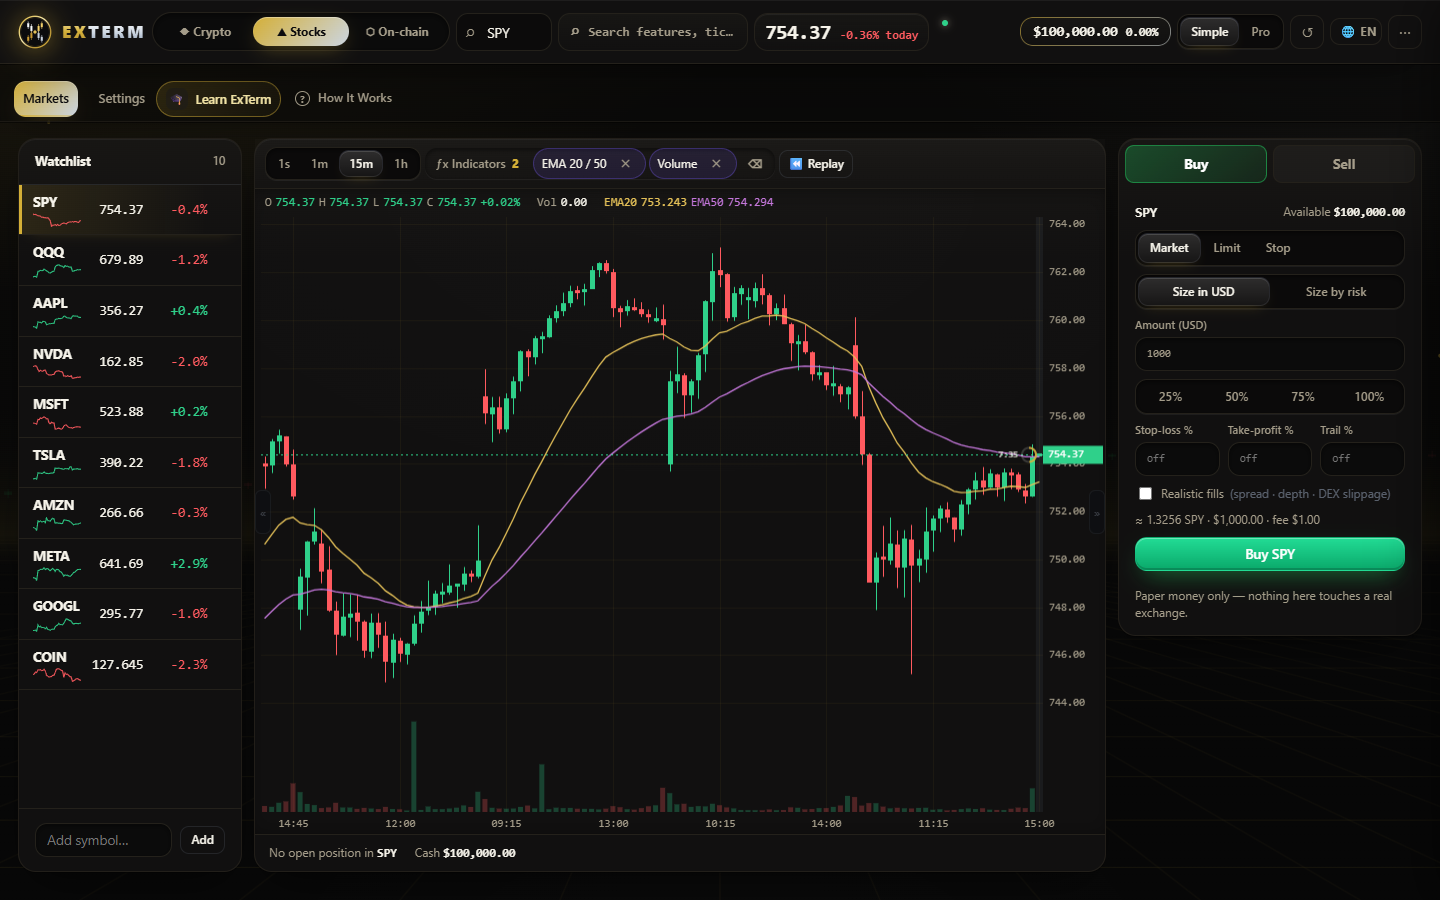 EXTERM
Crypto
Stocks
On-chain
SPY
Search features, tic…
754.37 -0.36% today
$100,000.00 0.00%
Simple
Pro
EN
Markets
Settings
Learn ExTerm
? How It Works
Watchlist 10
SPY 754.37 -0.4%
QQQ 679.89 -1.2%
AAPL 356.27 +0.4%
NVDA 162.85 -2.0%
MSFT 523.88 +0.2%
TSLA 390.22 -1.8%
AMZN 266.66 -0.3%
META 641.69 +2.9%
GOOGL 295.77 -1.0%
COIN 127.645 -2.3%
Add symbol… Add
1s 1m 15m 1h
ƒx Indicators 2
EMA 20 / 50 ✕
Volume ✕
Replay
O 754.37 H 754.37 L 754.37 C 754.37 +0.02% Vol 0.00 EMA20 753.243 EMA50 754.294
764.00
762.00
760.00
758.00
756.00
7:35 754.37
754.00
752.00
750.00
748.00
746.00
744.00
14:45 12:00 09:15 13:00 10:15 14:00 11:15 15:00
No open position in SPY Cash $100,000.00
Buy Sell
SPY Available $100,000.00
Market Limit Stop
Size in USD Size by risk
Amount (USD)
1000
25% 50% 75% 100%
Stop-loss % Take-profit % Trail %
off off off
Realistic fills (spread · depth · DEX slippage)
≈ 1.3256 SPY · $1,000.00 · fee $1.00
Buy SPY
Paper money only — nothing here touches a real
exchange.